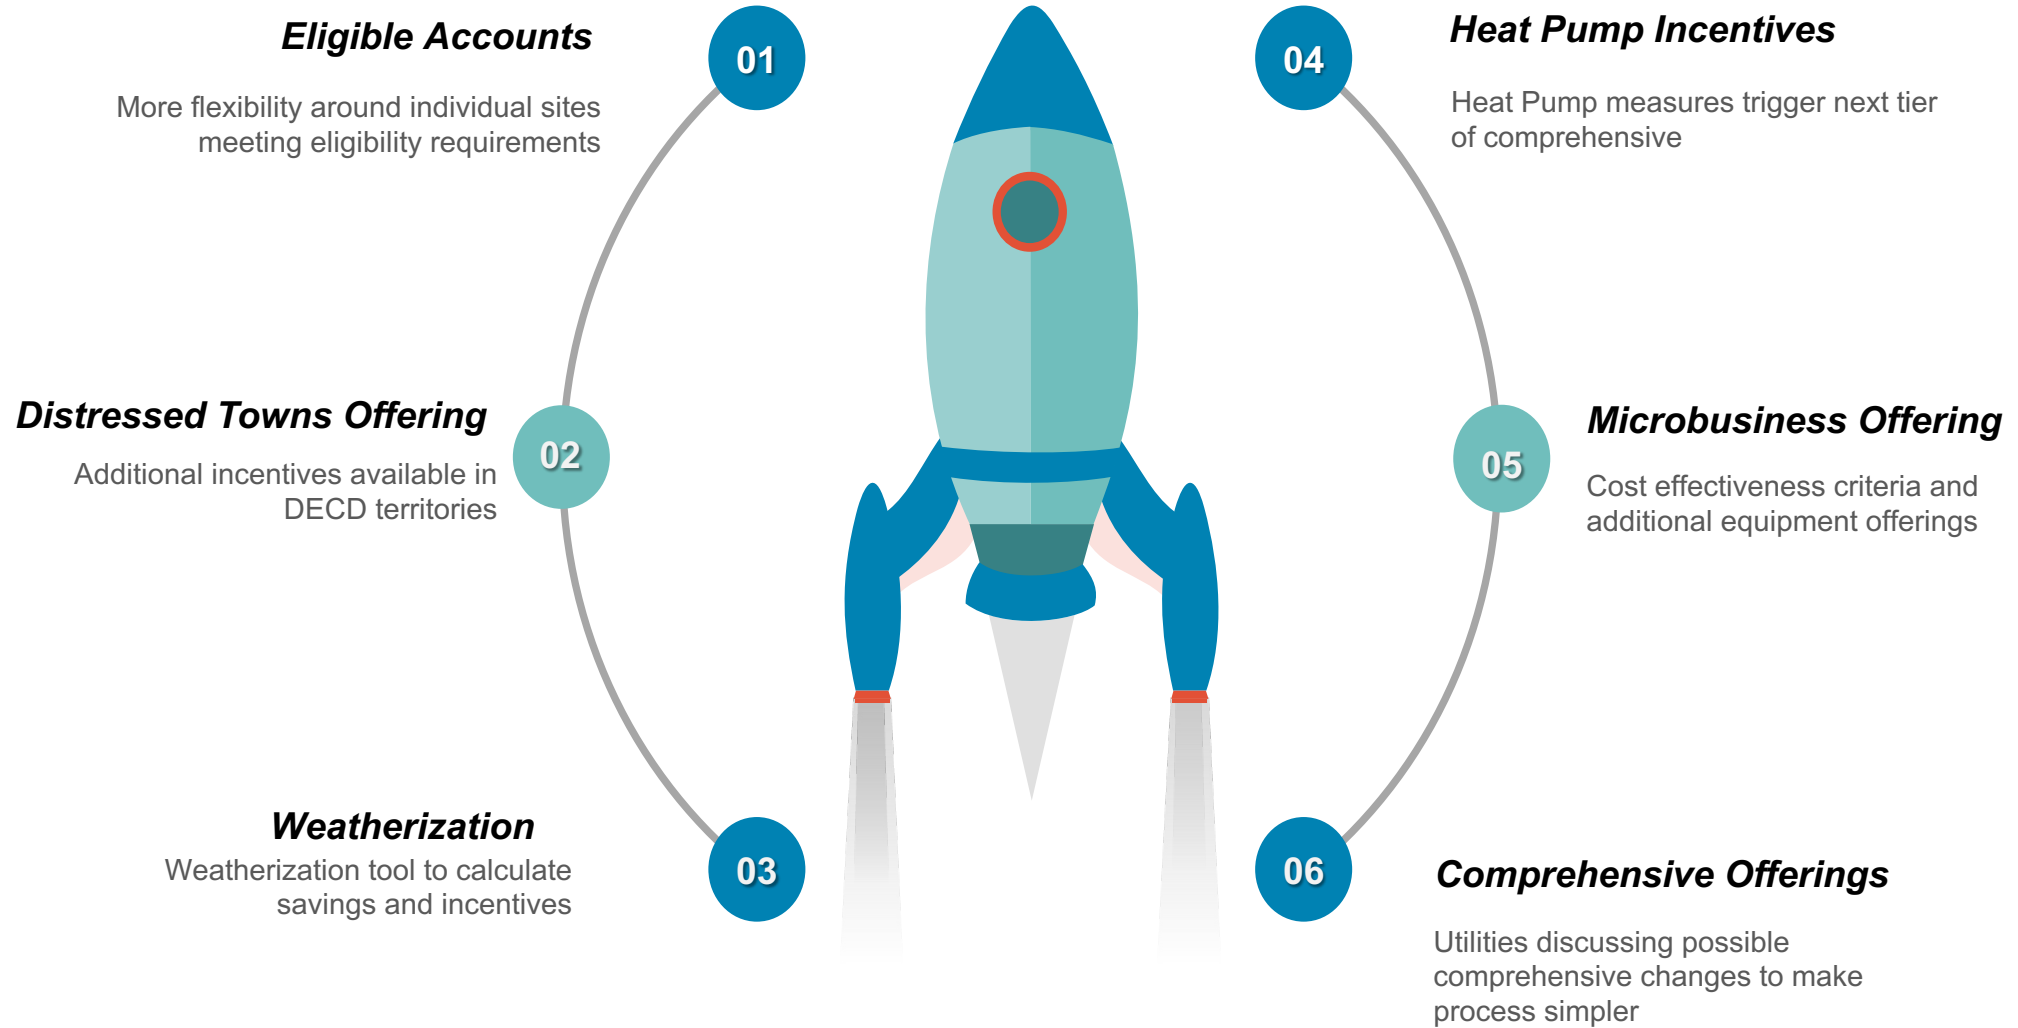 Eligible Accounts
01
More flexibility around individual sites
meeting eligibility requirements
Distressed Towns Offering
02
Additional incentives available in
DECD territories
Weatherization
03
Weatherization tool to calculate
savings and incentives
Heat Pump Incentives
04
Heat Pump measures trigger next tier
of comprehensive
Microbusiness Offering
05
Cost effectiveness criteria and
additional equipment offerings
06
Comprehensive Offerings
Utilities discussing possible
comprehensive changes to make
process simpler